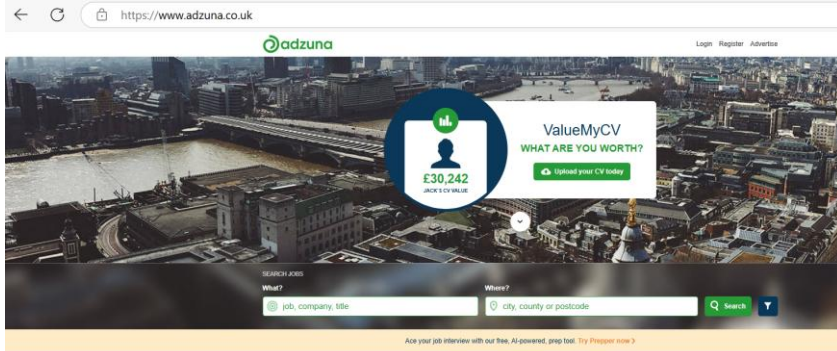 https://www.adzuna.co.uk
adzuna
Login Register Advertise
ValueMyCV
WHAT ARE YOU WORTH?
Upload your CV today
£30,242
JACK'S CV VALUE
SEARCH JOBS
What?
Where?
job, company, title
city, county or postcode
Search
Ace your job interview with our free, AI-powered, prep tool. Try Prepper now >